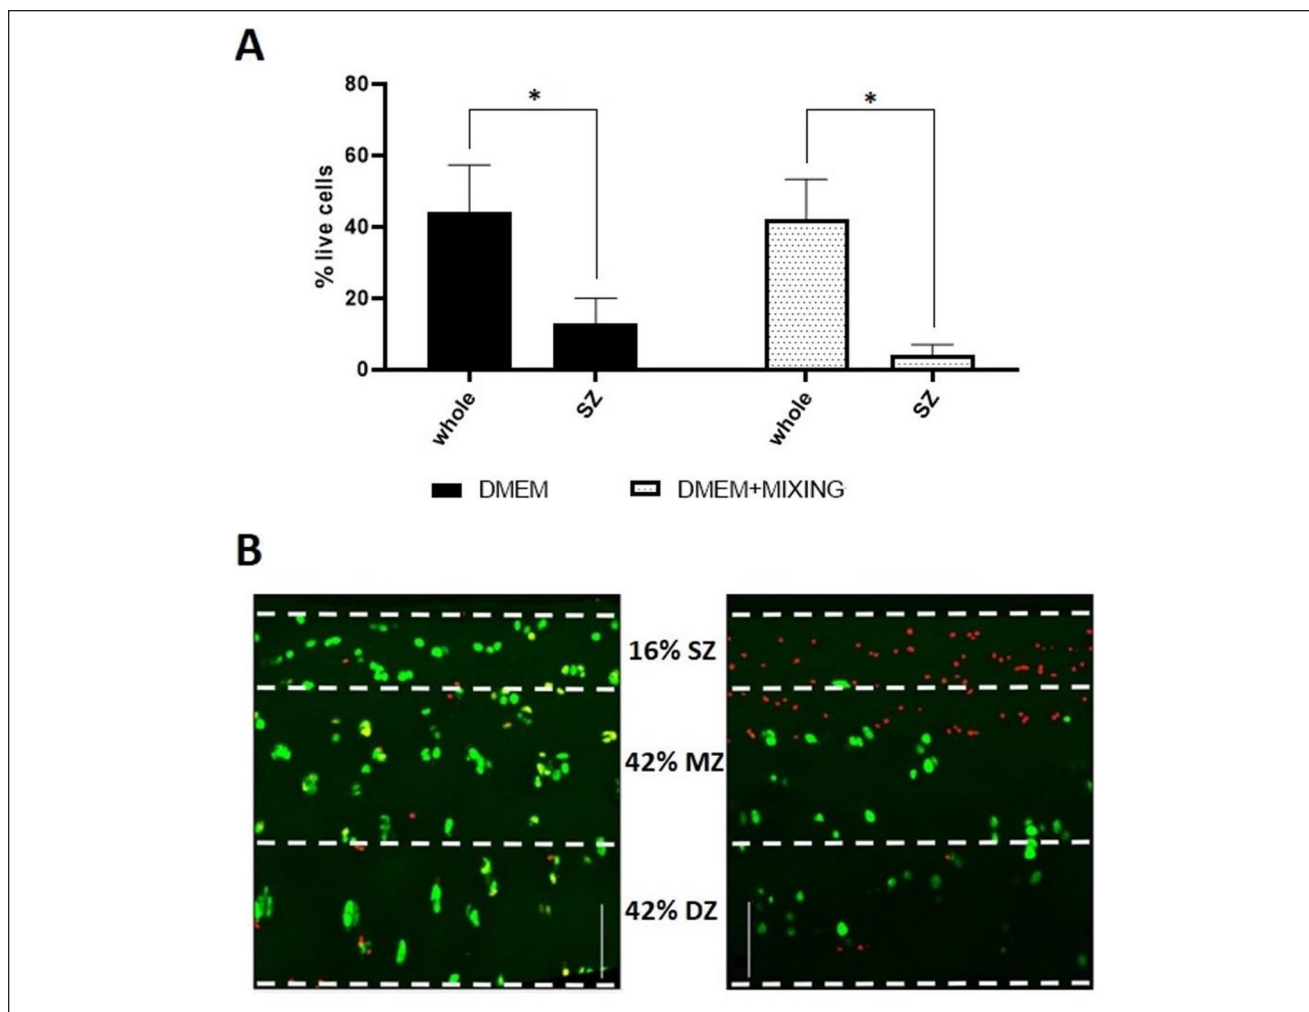 A
80
60
40
20
0
% live cells
*
*
whole
SZ
whole
SZ
DMEM
DMEM+MIXING
B
16% SZ
42% MZ
42% DZ